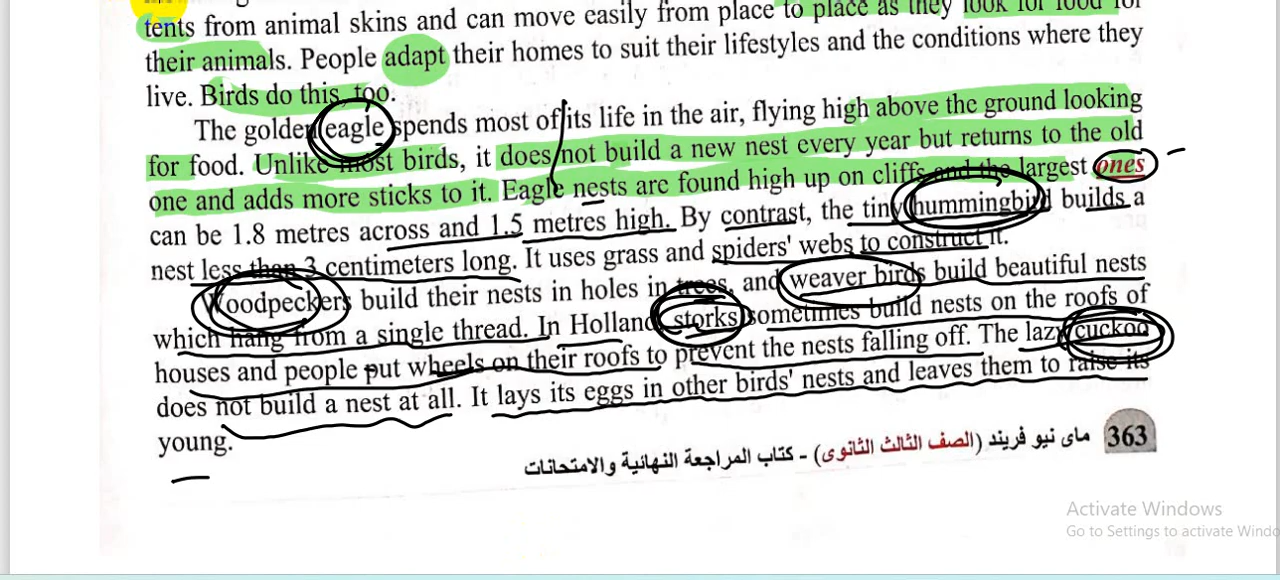 tents from animal skins and can move easily from place to place as they look for food for
their animals. People adapt their homes to suit their lifestyles and the conditions where they
live. Birds do this, too.
The golden eagle spends most of its life in the air, flying high above the ground looking
for food. Unlike most birds, it does not build a new nest every year but returns to the old
one and adds more sticks to it. Eagle nests are found high up on cliffs and the largest ones
can be 1.8 metres across and 1.5 metres high. By contrast, the tiny hummingbird builds a
nest less than 3 centimeters long. It uses grass and spiders' webs to construct it.
Woodpeckers build their nests in holes in trees, and weaver birds build beautiful nests
which hang from a single thread. In Holland storks sometimes build nests on the roofs of
houses and people put wheels on their roofs to prevent the nests falling off. The lazy cuckoo
does not build a nest at all. It lays its eggs in other birds' nests and leaves them to raise its
young.
363 ماى نيو فريند (الصف الثالث الثانوى) - كتاب المراجعة النهائية والامتحانات
Activate Windows
Go to Settings to activate Windo